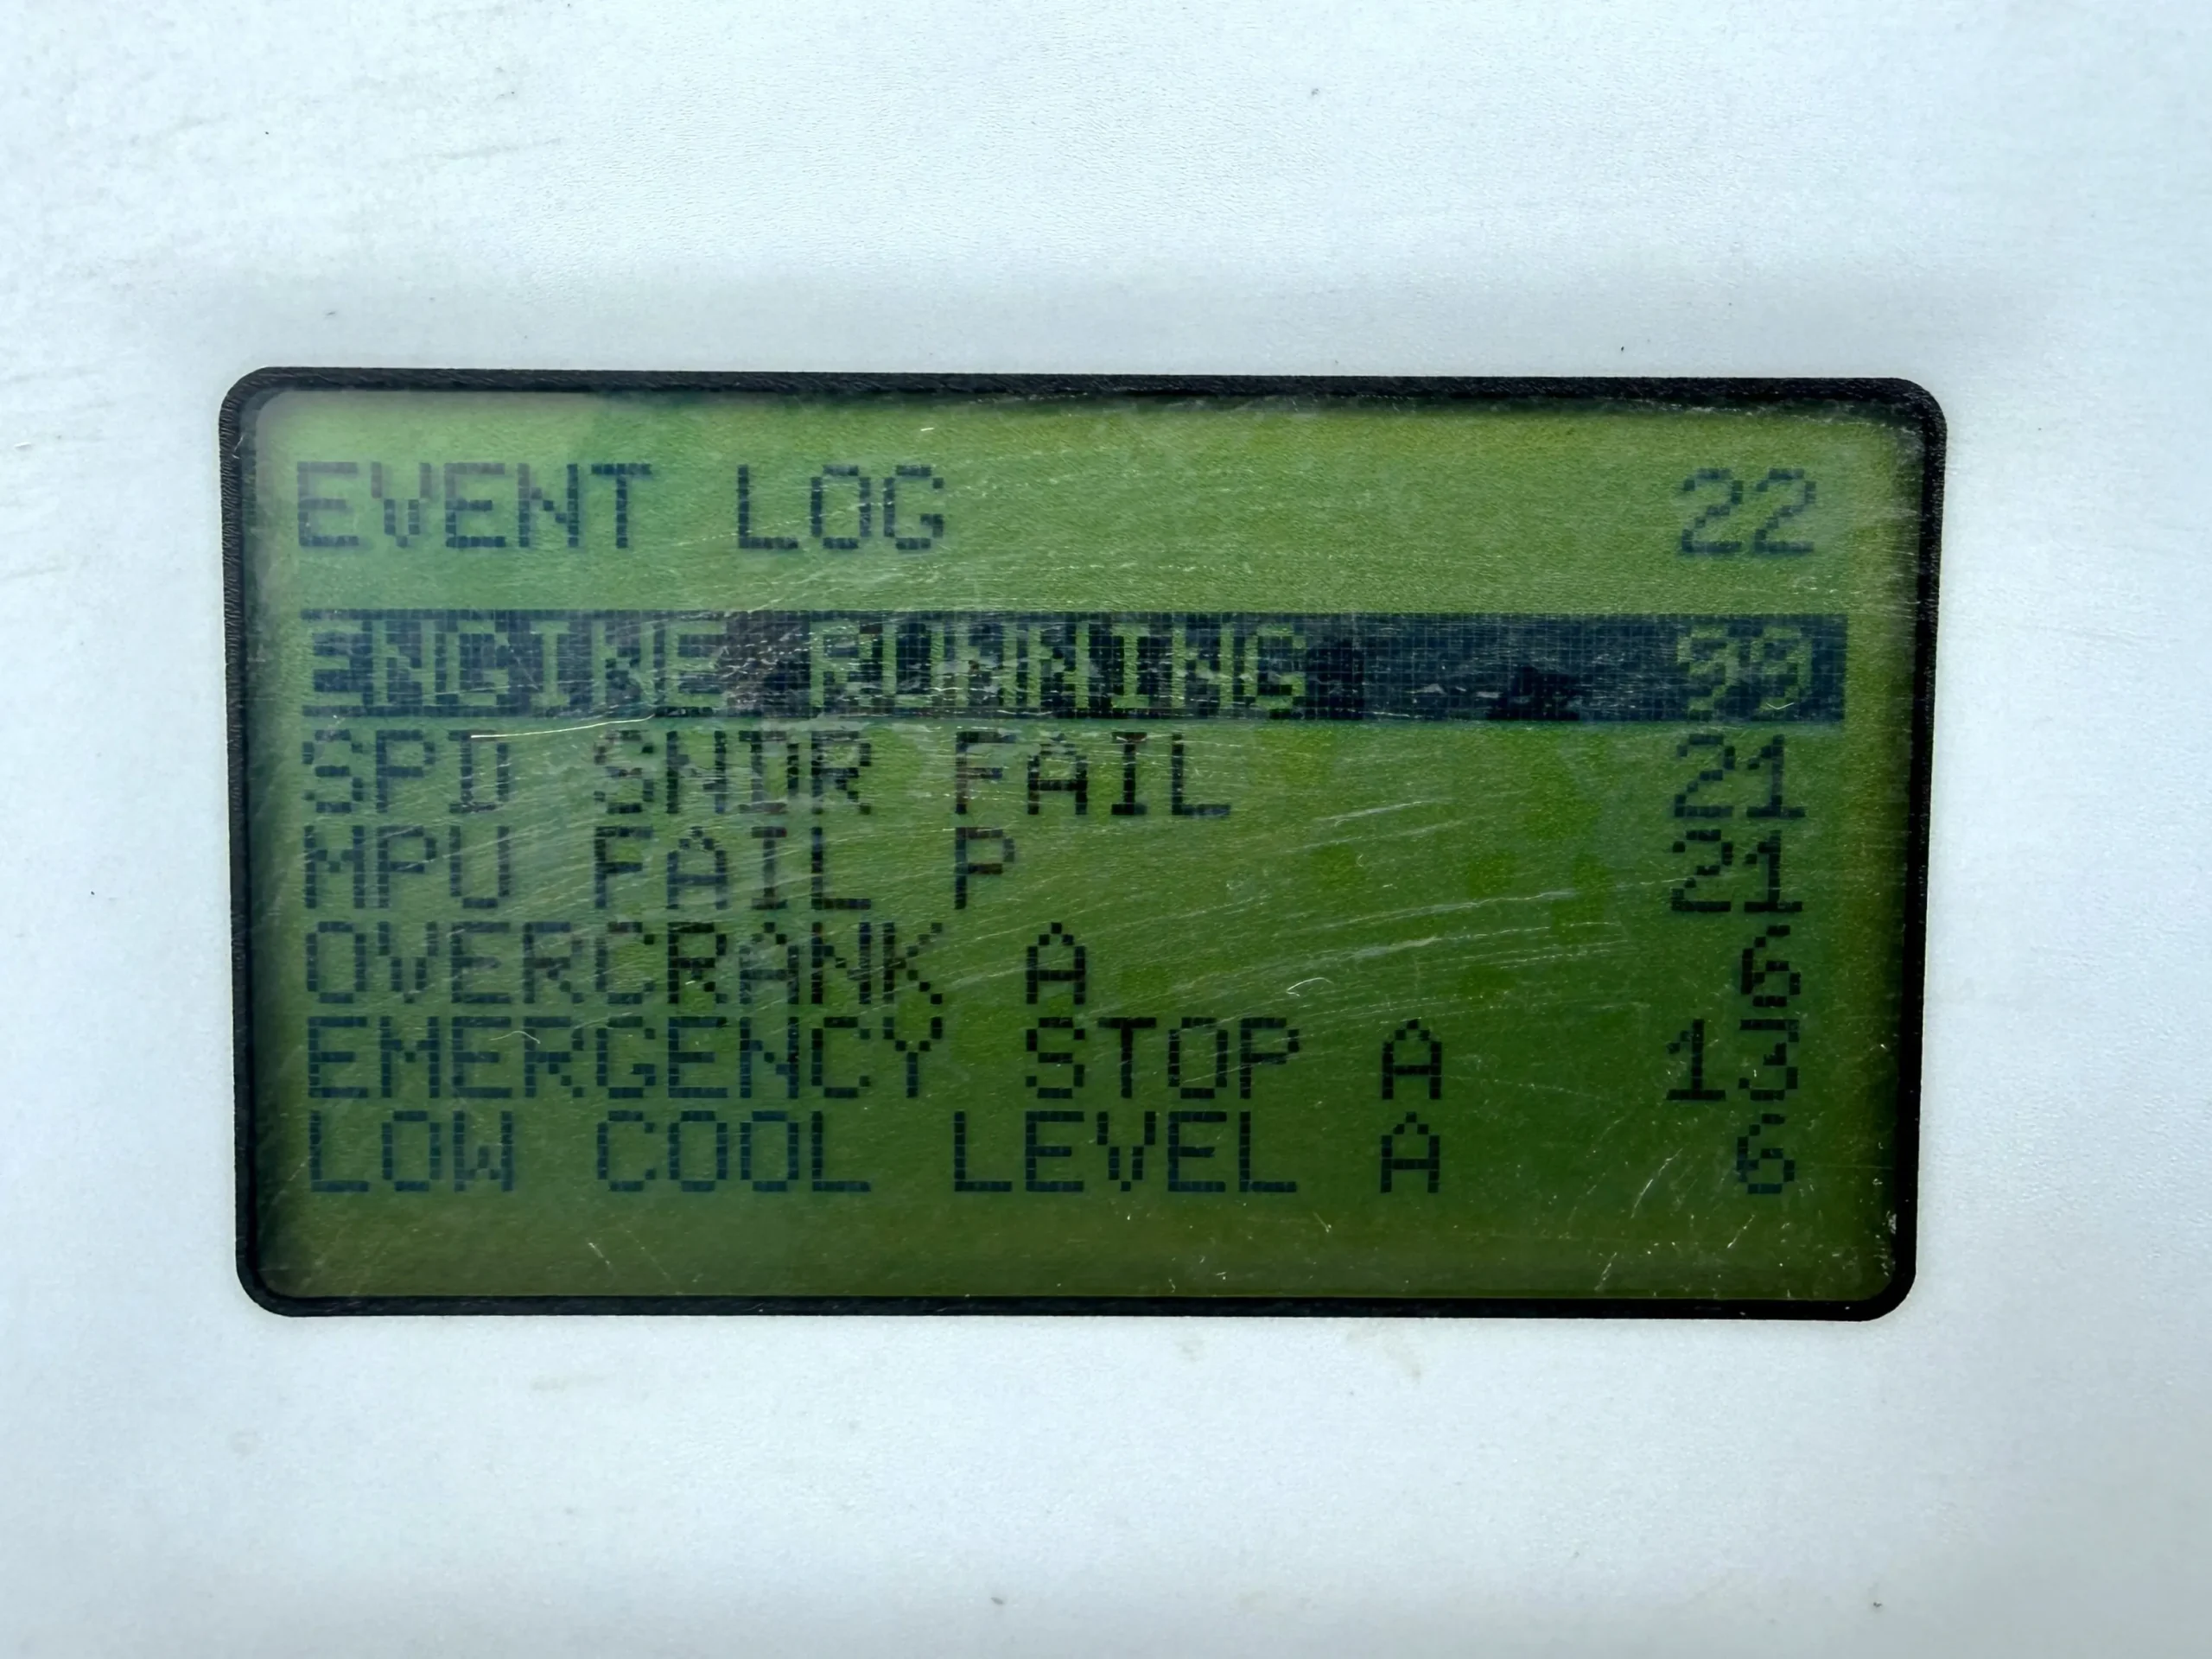 EVENT LOG 22
ENGINE RUNNING 99
SPD SNDR FAIL 21
MPU FAIL P 21
OVERCRANK A 6
EMERGENCY STOP A 13
LOW COOL LEVEL A 6